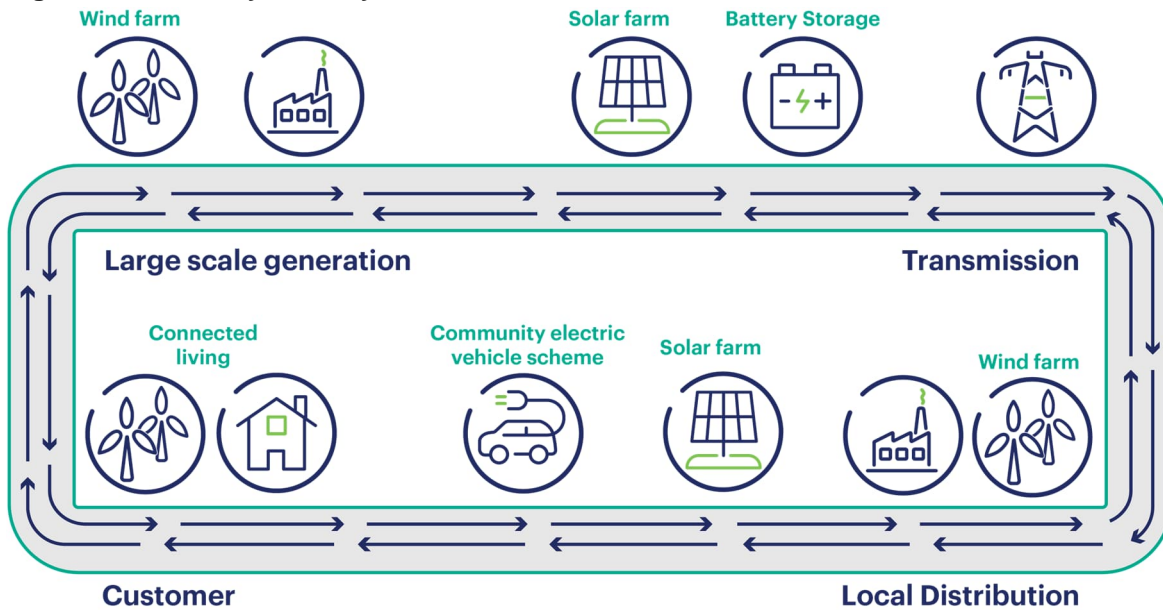 Wind farm
Solar farm
Battery Storage
Large scale generation
Transmission
Connected
living
Community electric
vehicle scheme
Solar farm
Wind farm
Customer
Local Distribution